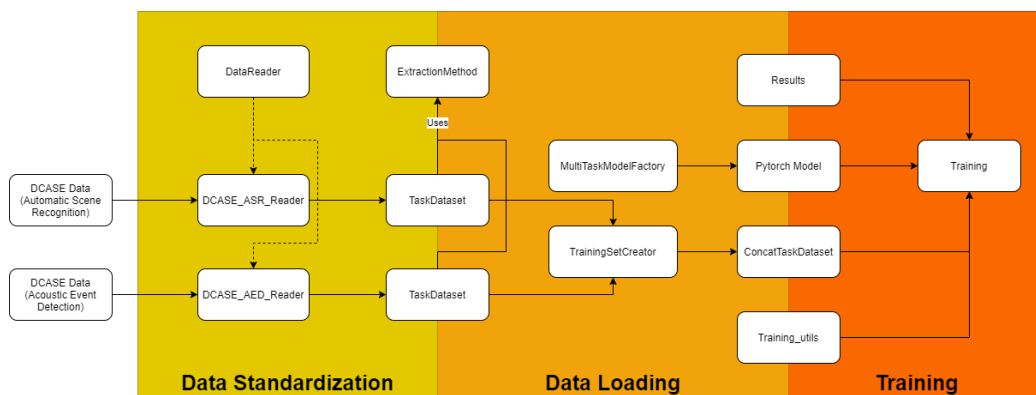 DataReader
ExtractionMethod
Results
Uses
MultiTaskModelFactory
Pytorch Model
Training
DCASE Data
(Automatic Scene
Recognition)
DCASE_ASR_Reader
TaskDataset
TrainingSetCreator
ConcatTaskDataset
DCASE Data
(Acoustic Event
Detection)
DCASE_AED_Reader
TaskDataset
Training_utils
Data Standardization
Data Loading
Training